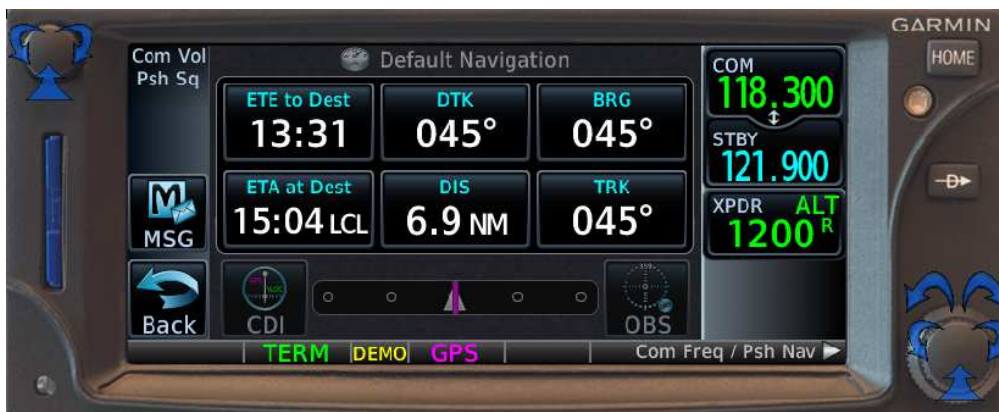 GARMIN
HOME
Com Vol
Psh Sq
Default Navigation
ETE to Dest
13:31
DTK
045°
BRG
045°
COM
118.300
STBY
121.900
MSG
ETA at Dest
15:04 LCL
DIS
6.9 NM
TRK
045°
XPDR ALT
1200 R
D
Back
CDI
OBS
TERM DEMO GPS
Com Freq / Psh Nav